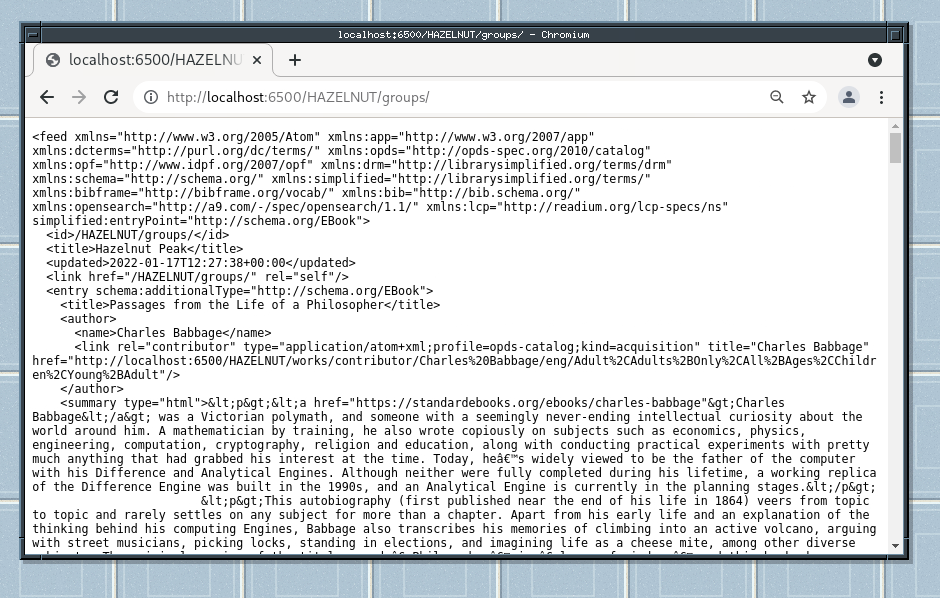 localhost:6500/HAZELNUT/groups/ - Chromium
localhost:6500/HAZELNU
http://localhost:6500/HAZELNUT/groups/
<feed xmlns="http://www.w3.org/2005/Atom" xmlns:app="http://www.w3.org/2007/app"
xmlns:dcterms="http://purl.org/dc/terms/" xmlns:opds="http://opds-spec.org/2010/catalog"
xmlns:opf="http://www.idpf.org/2007/opf" xmlns:drm="http://librarysimplified.org/terms/drm"
xmlns:schema="http://schema.org/" xmlns:simplified="http://librarysimplified.org/terms/"
xmlns:bibframe="http://bibframe.org/vocab/" xmlns:bib="http://bib.schema.org/"
xmlns:opensearch="http://a9.com/-/spec/opensearch/1.1/" xmlns:lcp="http://readium.org/lcp-specs/ns"
simplified:entryPoint="http://schema.org/EBook">
<id>/HAZELNUT/groups/</id>
<title>Hazelnut Peak</title>
<updated>2022-01-17T12:27:38+00:00</updated>
<link href="/HAZELNUT/groups/" rel="self"/>
<entry schema:additionalType="http://schema.org/EBook">
<title>Passages from the Life of a Philosopher</title>
<author>
<name>Charles Babbage</name>
<link rel="contributor" type="application/atom+xml;profile=opds-catalog;kind=acquisition" title="Charles Babbage"
href="http://localhost:6500/HAZELNUT/works/contributor/Charles%20Babbage/eng/Adult%2CAdults%2BOnly%2CAll%2BAges%2CChildr
en%2CYoung%2BAdult"/>
</author>
<summary type="html">&lt;p&gt;&lt;a href="https://standardebooks.org/ebooks/charles-babbage"&gt;Charles
Babbage&lt;/a&gt; was a Victorian polymath, and someone with a seemingly never-ending intellectual curiosity about the
world around him. A mathematician by training, he also wrote copiously on subjects such as economics, physics,
engineering, computation, cryptography, religion and education, along with conducting practical experiments with pretty
much anything that had grabbed his interest at the time. Today, heâ€™s widely viewed to be the father of the computer
with his Difference and Analytical Engines. Although neither were fully completed during his lifetime, a working replica
of the Difference Engine was built in the 1990s, and an Analytical Engine is currently in the planning stages.&lt;/p&gt;
&lt;p&gt;This autobiography (first published near the end of his life in 1864) veers from topic
to topic and rarely settles on any subject for more than a chapter. Apart from his early life and an explanation of the
thinking behind his computing Engines, Babbage also transcribes his memories of climbing into an active volcano, arguing
with street musicians, picking locks, standing in elections, and imagining life as a cheese mite, among other diverse